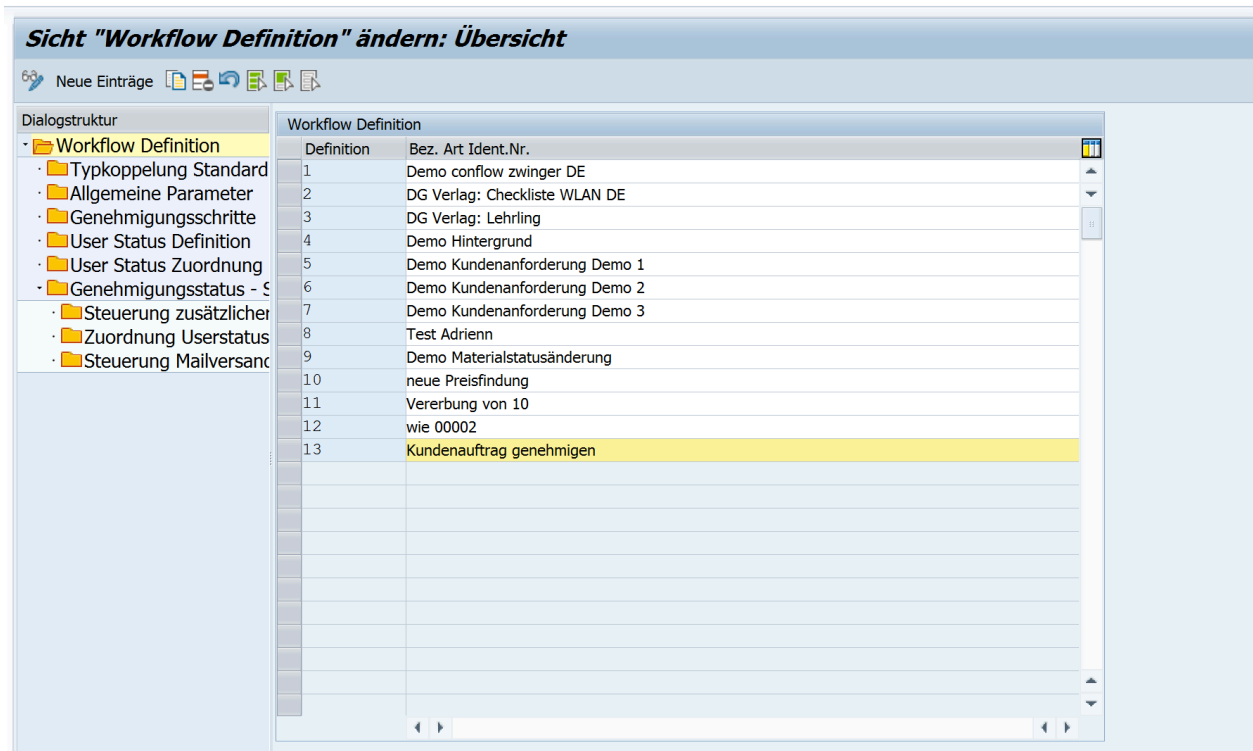 Sicht "Workflow Definition" ändern: Übersicht
Neue Einträge
Dialogstruktur
Workflow Definition
Typkoppelung Standard
Allgemeine Parameter
Genehmigungsschritte
User Status Definition
User Status Zuordnung
Genehmigungsstatus - S
Steuerung zusätzlicher
Zuordnung Userstatus
Steuerung Mailversand
Workflow Definition
Definition Bez. Art Ident.Nr.
1 Demo conflow zwinger DE
2 DG Verlag: Checkliste WLAN DE
3 DG Verlag: Lehrling
4 Demo Hintergrund
5 Demo Kundenanforderung Demo 1
6 Demo Kundenanforderung Demo 2
7 Demo Kundenanforderung Demo 3
8 Test Adrienn
9 Demo Materialstatusänderung
10 neue Preisfindung
11 Vererbung von 10
12 wie 00002
13 Kundenauftrag genehmigen